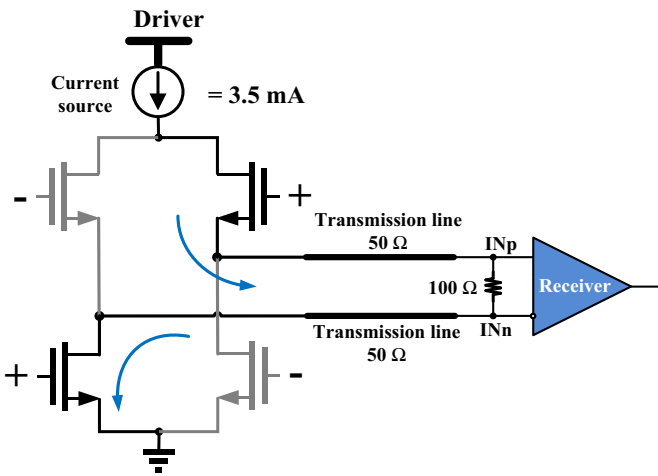 Driver
Current
source
= 3.5 mA
-
+
Transmission line
50 Ω
INp
100 Ω
Receiver
INn
Transmission line
50 Ω
+
-